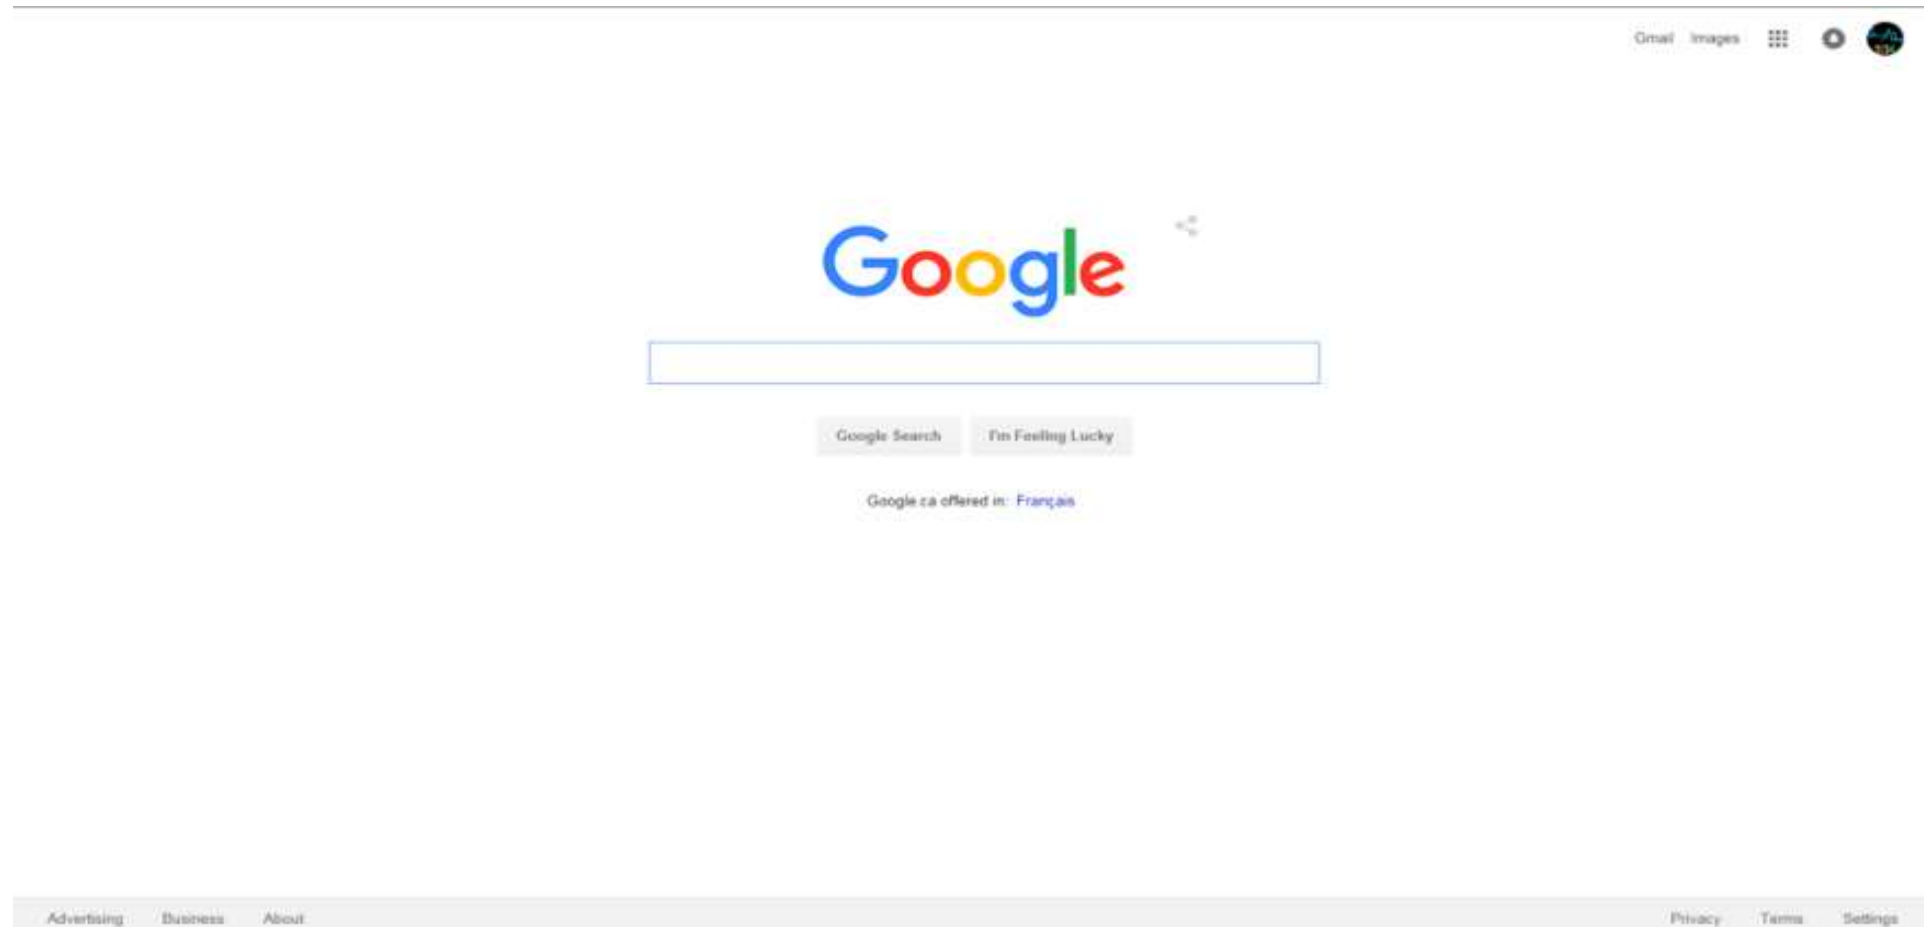 Gmail Images
Google
Google Search I'm Feeling Lucky
Google.ca offered in: Français
Advertising Business About Privacy Terms Settings